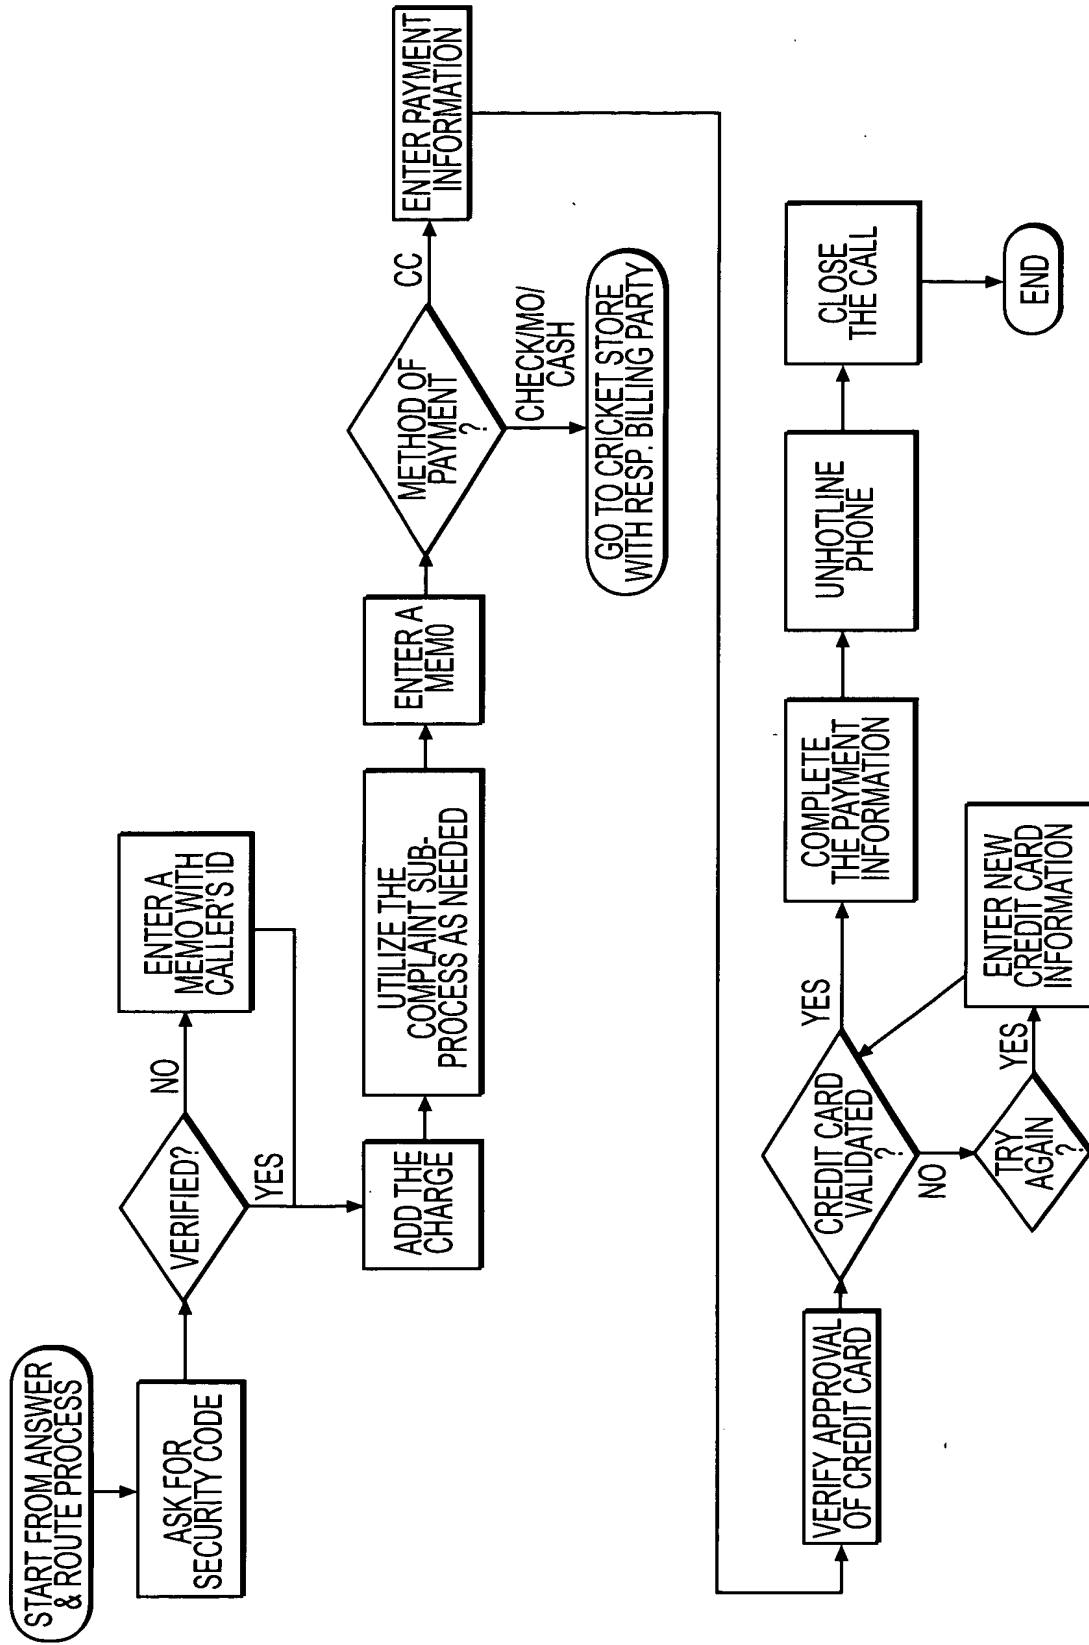 START FROM ANSWER
& ROUTE PROCESS
ASK FOR
SECURITY CODE
VERIFIED?
NO
YES
ENTER A
MEMO WITH
CALLER'S ID
ADD THE
CHARGE
UTILIZE THE
COMPLAINT SUB-
PROCESS AS NEEDED
ENTER A
MEMO
METHOD OF
PAYMENT
?
CC
CHECK/MO/
CASH
GO TO CRICKET STORE
WITH RESP. BILLING PARTY
ENTER PAYMENT
INFORMATION
VERIFY APPROVAL
OF CREDIT CARD
CREDIT CARD
VALIDATED
?
YES
NO
TRY
AGAIN
?
YES
ENTER NEW
CREDIT CARD
INFORMATION
COMPLETE
THE PAYMENT
INFORMATION
UNHOTLINE
PHONE
CLOSE
THE CALL
END